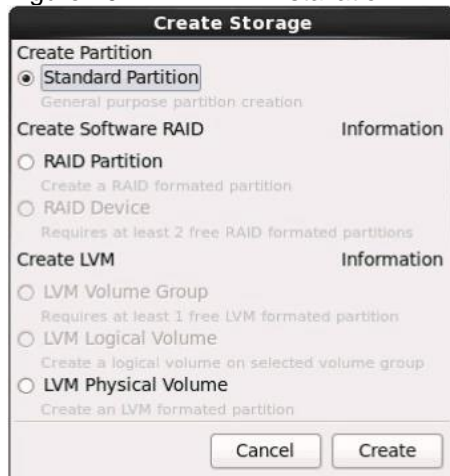 Create Storage
Create Partition
Standard Partition
General purpose partition creation
Create Software RAID Information
RAID Partition
Create a RAID formated partition
RAID Device
Requires at least 2 free RAID formated partitions
Create LVM Information
LVM Volume Group
Requires at least 1 free LVM formated partition
LVM Logical Volume
Create a logical volume on selected volume group
LVM Physical Volume
Create an LVM formated partition
Cancel Create